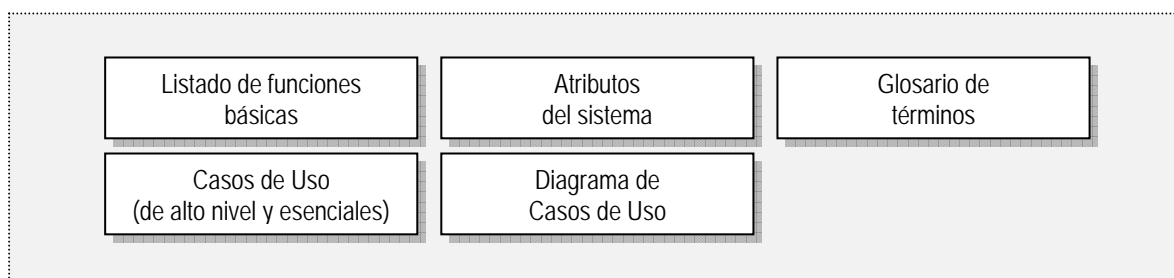 Listado de funciones
básicas
Atributos
del sistema
Glosario de
términos
Casos de Uso
(de alto nivel y esenciales)
Diagrama de
Casos de Uso